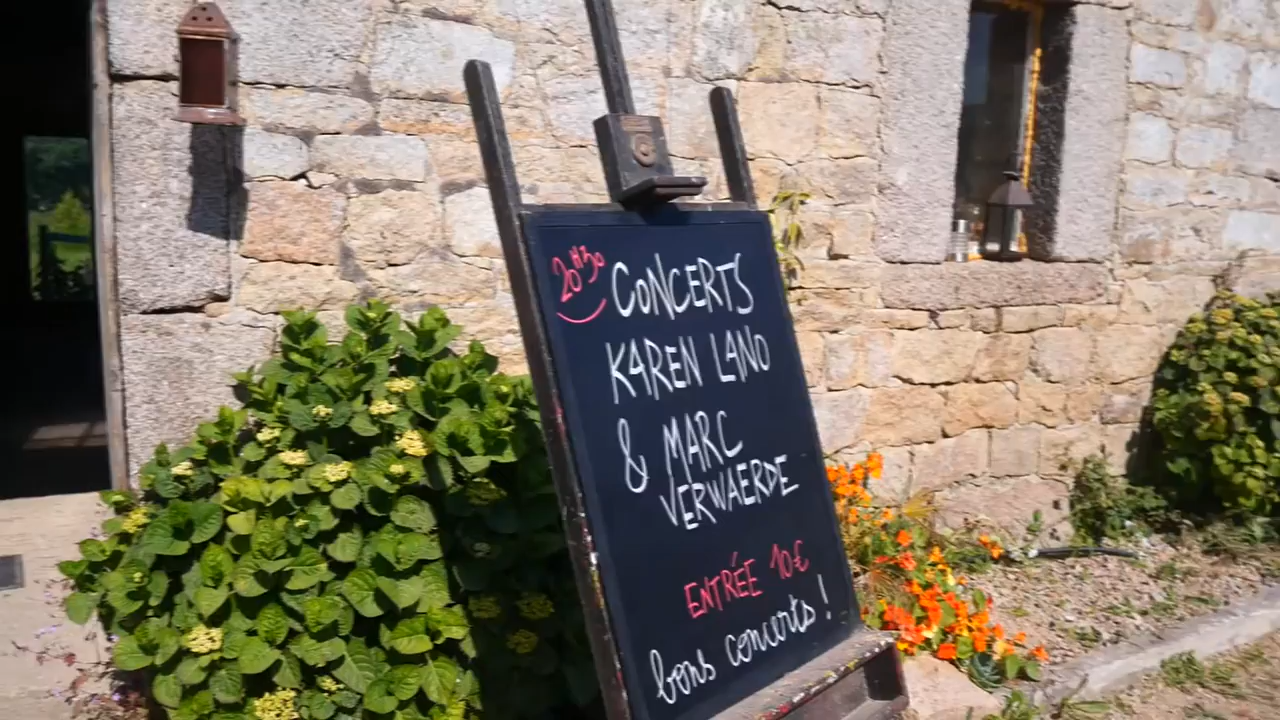 20H30
CONCERTS
KAREN LANO
& MARC
VERWAERDE
ENTRÉE 10€
bons concerts !